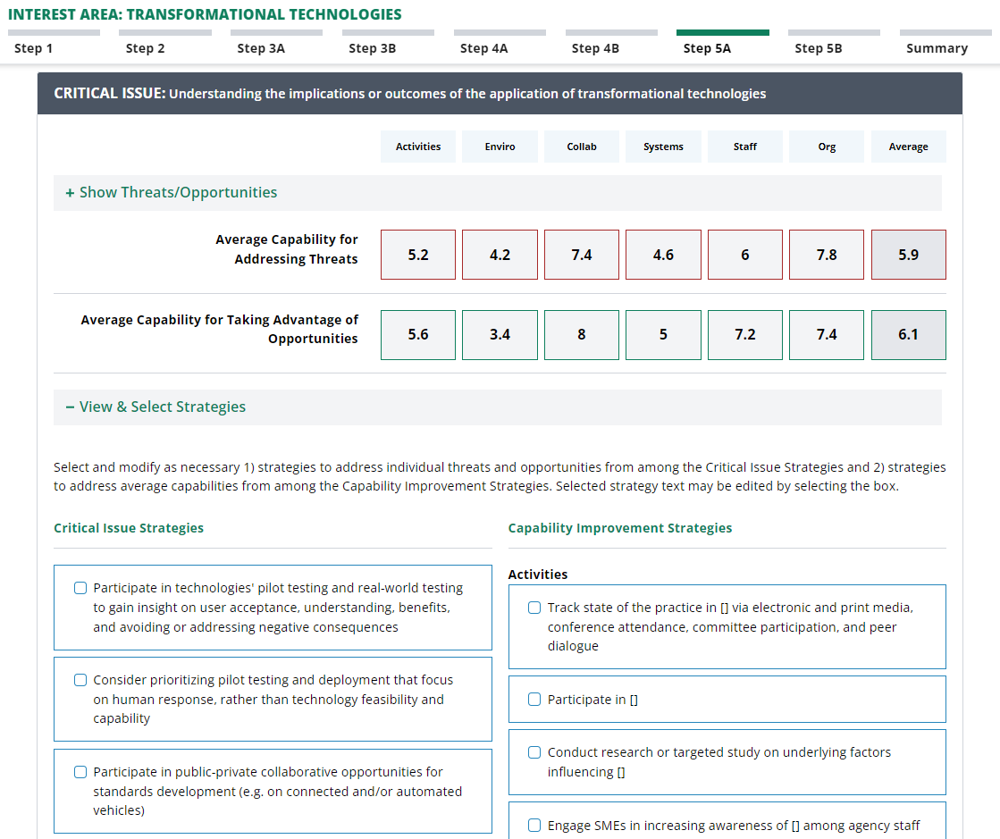 INTEREST AREA: TRANSFORMATIONAL TECHNOLOGIES
Step 1 Step 2 Step 3A Step 3B Step 4A Step 4B Step 5A Step 5B Summary
CRITICAL ISSUE: Understanding the implications or outcomes of the application of transformational technologies
Activities Enviro Collab Systems Staff Org Average
+ Show Threats/Opportunities
Average Capability for
Addressing Threats
5.2 4.2 7.4 4.6 6 7.8 5.9
Average Capability for Taking Advantage of
Opportunities
5.6 3.4 8 5 7.2 7.4 6.1
− View & Select Strategies
Select and modify as necessary 1) strategies to address individual threats and opportunities from among the Critical Issue Strategies and 2) strategies
to address average capabilities from among the Capability Improvement Strategies. Selected strategy text may be edited by selecting the box.
Critical Issue Strategies
Participate in technologies' pilot testing and real-world testing
to gain insight on user acceptance, understanding, benefits,
and avoiding or addressing negative consequences
Consider prioritizing pilot testing and deployment that focus
on human response, rather than technology feasibility and
capability
Participate in public-private collaborative opportunities for
standards development (e.g. on connected and/or automated
vehicles)
Capability Improvement Strategies
Activities
Track state of the practice in [] via electronic and print media,
conference attendance, committee participation, and peer
dialogue
Participate in []
Conduct research or targeted study on underlying factors
influencing []
Engage SMEs in increasing awareness of [] among agency staff